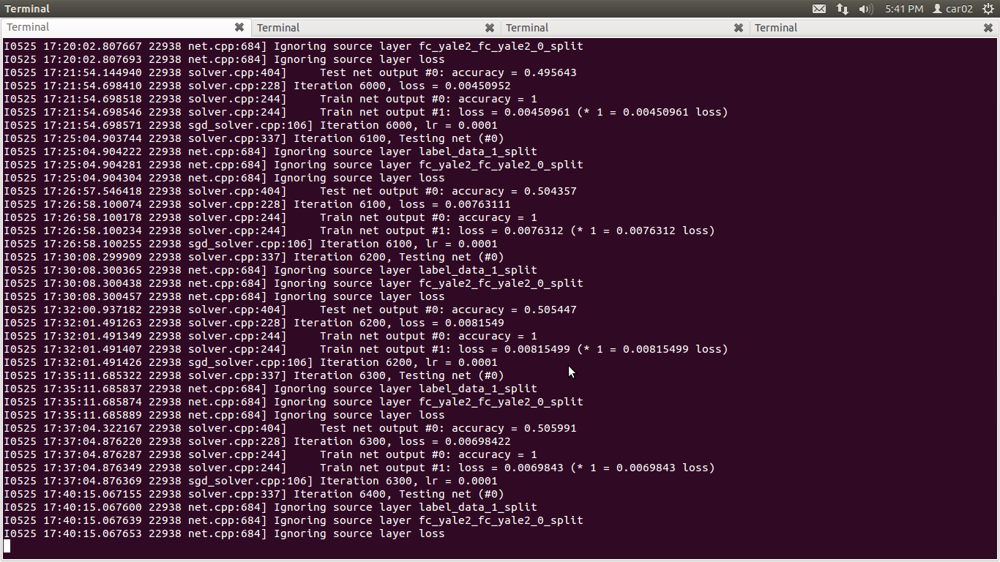 Terminal 5:41 PM car02
Terminal Terminal Terminal Terminal
I0525 17:20:02.807667 22938 net.cpp:684] Ignoring source layer fc_yale2_fc_yale2_0_split
I0525 17:20:02.807693 22938 net.cpp:684] Ignoring source layer loss
I0525 17:21:54.144940 22938 solver.cpp:404]     Test net output #0: accuracy = 0.495643
I0525 17:21:54.698410 22938 solver.cpp:228] Iteration 6000, loss = 0.00450952
I0525 17:21:54.698518 22938 solver.cpp:244]     Train net output #0: accuracy = 1
I0525 17:21:54.698546 22938 solver.cpp:244]     Train net output #1: loss = 0.00450961 (* 1 = 0.00450961 loss)
I0525 17:21:54.698571 22938 sgd_solver.cpp:106] Iteration 6000, lr = 0.0001
I0525 17:25:04.903744 22938 solver.cpp:337] Iteration 6100, Testing net (#0)
I0525 17:25:04.904222 22938 net.cpp:684] Ignoring source layer label_data_1_split
I0525 17:25:04.904281 22938 net.cpp:684] Ignoring source layer fc_yale2_fc_yale2_0_split
I0525 17:25:04.904304 22938 net.cpp:684] Ignoring source layer loss
I0525 17:26:57.546418 22938 solver.cpp:404]     Test net output #0: accuracy = 0.504357
I0525 17:26:58.100074 22938 solver.cpp:228] Iteration 6100, loss = 0.00763111
I0525 17:26:58.100178 22938 solver.cpp:244]     Train net output #0: accuracy = 1
I0525 17:26:58.100234 22938 solver.cpp:244]     Train net output #1: loss = 0.0076312 (* 1 = 0.0076312 loss)
I0525 17:26:58.100255 22938 sgd_solver.cpp:106] Iteration 6100, lr = 0.0001
I0525 17:30:08.299909 22938 solver.cpp:337] Iteration 6200, Testing net (#0)
I0525 17:30:08.300365 22938 net.cpp:684] Ignoring source layer label_data_1_split
I0525 17:30:08.300438 22938 net.cpp:684] Ignoring source layer fc_yale2_fc_yale2_0_split
I0525 17:30:08.300457 22938 net.cpp:684] Ignoring source layer loss
I0525 17:32:00.937182 22938 solver.cpp:404]     Test net output #0: accuracy = 0.505447
I0525 17:32:01.491263 22938 solver.cpp:228] Iteration 6200, loss = 0.0081549
I0525 17:32:01.491349 22938 solver.cpp:244]     Train net output #0: accuracy = 1
I0525 17:32:01.491407 22938 solver.cpp:244]     Train net output #1: loss = 0.00815499 (* 1 = 0.00815499 loss)
I0525 17:32:01.491426 22938 sgd_solver.cpp:106] Iteration 6200, lr = 0.0001
I0525 17:35:11.685322 22938 solver.cpp:337] Iteration 6300, Testing net (#0)
I0525 17:35:11.685837 22938 net.cpp:684] Ignoring source layer label_data_1_split
I0525 17:35:11.685874 22938 net.cpp:684] Ignoring source layer fc_yale2_fc_yale2_0_split
I0525 17:35:11.685889 22938 net.cpp:684] Ignoring source layer loss
I0525 17:37:04.322167 22938 solver.cpp:404]     Test net output #0: accuracy = 0.505991
I0525 17:37:04.876220 22938 solver.cpp:228] Iteration 6300, loss = 0.00698422
I0525 17:37:04.876287 22938 solver.cpp:244]     Train net output #0: accuracy = 1
I0525 17:37:04.876349 22938 solver.cpp:244]     Train net output #1: loss = 0.0069843 (* 1 = 0.0069843 loss)
I0525 17:37:04.876369 22938 sgd_solver.cpp:106] Iteration 6300, lr = 0.0001
I0525 17:40:15.067155 22938 solver.cpp:337] Iteration 6400, Testing net (#0)
I0525 17:40:15.067600 22938 net.cpp:684] Ignoring source layer label_data_1_split
I0525 17:40:15.067639 22938 net.cpp:684] Ignoring source layer fc_yale2_fc_yale2_0_split
I0525 17:40:15.067653 22938 net.cpp:684] Ignoring source layer loss